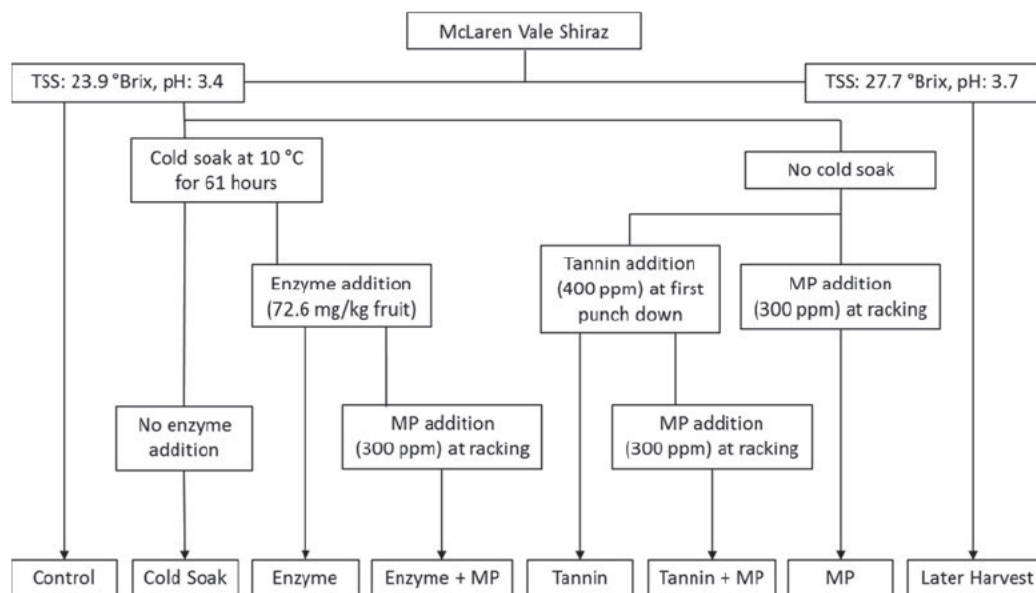 McLaren Vale Shiraz
TSS: 23.9 °Brix, pH: 3.4
TSS: 27.7 °Brix, pH: 3.7
Cold soak at 10 °C
for 61 hours
No cold soak
Enzyme addition
(72.6 mg/kg fruit)
Tannin addition
(400 ppm) at first
punch down
MP addition
(300 ppm) at racking
No enzyme
addition
MP addition
(300 ppm) at racking
MP addition
(300 ppm) at racking
Control
Cold Soak
Enzyme
Enzyme + MP
Tannin
Tannin + MP
MP
Later Harvest